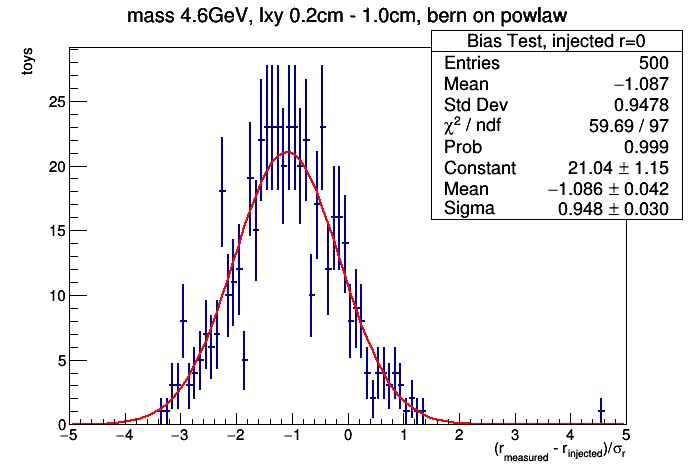 mass 4.6GeV, lxy 0.2cm - 1.0cm, bern on powlaw
Bias Test, injected r=0
Entries 500
Mean −1.087
Std Dev 0.9478
χ² / ndf 59.69 / 97
Prob 0.999
Constant 21.04 ± 1.15
Mean −1.086 ± 0.042
Sigma 0.948 ± 0.030
toys
25
20
15
10
5
0
−5 −4 −3 −2 −1 0 1 2 3 4 5
(r_measured - r_injected)/σ_r